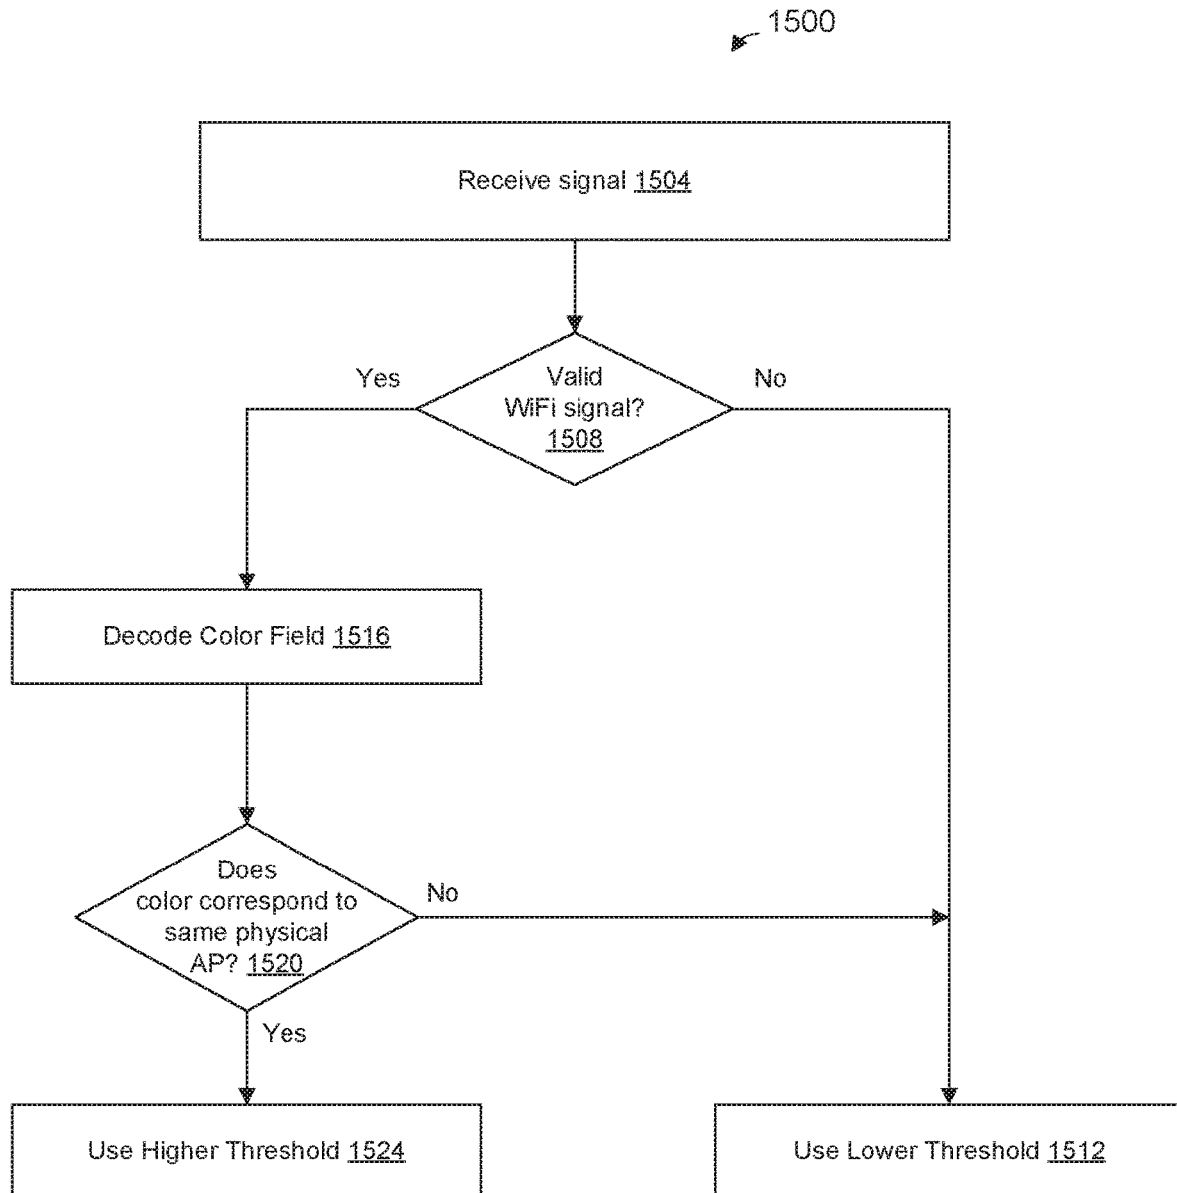 1500
Receive signal 1504
Yes
Valid
WiFi signal?
1508
No
Decode Color Field 1516
Does
color correspond to
same physical
AP? 1520
No
Yes
Use Higher Threshold 1524
Use Lower Threshold 1512